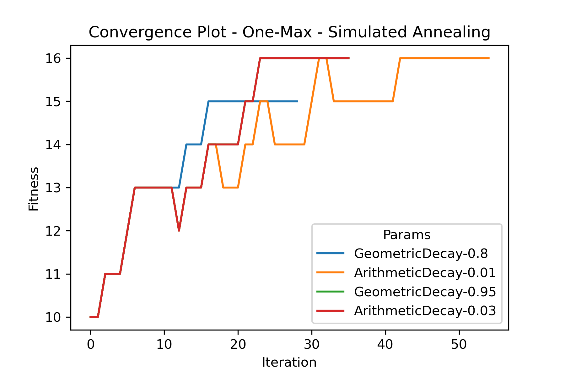 Convergence Plot - One-Max - Simulated Annealing
16
15
14
13
12
11
10
Fitness
Params
GeometricDecay-0.8
ArithmeticDecay-0.01
GeometricDecay-0.95
ArithmeticDecay-0.03
0 10 20 30 40 50
Iteration